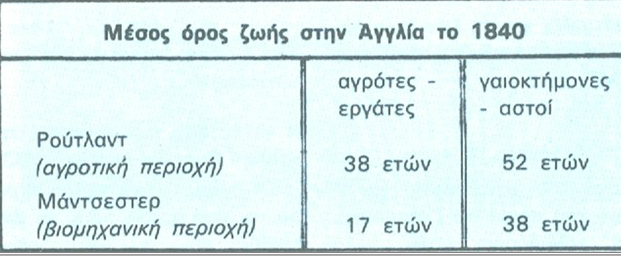 Μέσος όρος ζωής στην Άγγλία το 1840
αγρότες - γαιοκτήμονες
εργάτες - αστοί
Ρούτλαντ
(αγροτική περιοχή) 38 ετών 52 ετών
Μάντσεστερ
(βιομηχανική περιοχή) 17 ετών 38 ετών